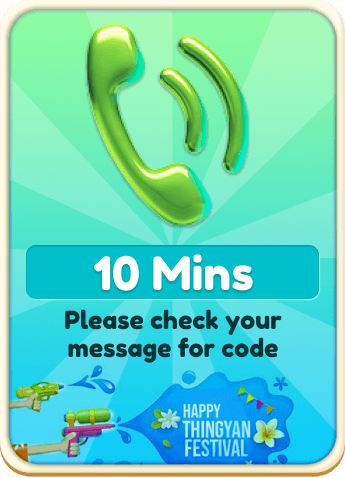 10 Mins
Please check your
message for code
HAPPY
THINGYAN
FESTIVAL